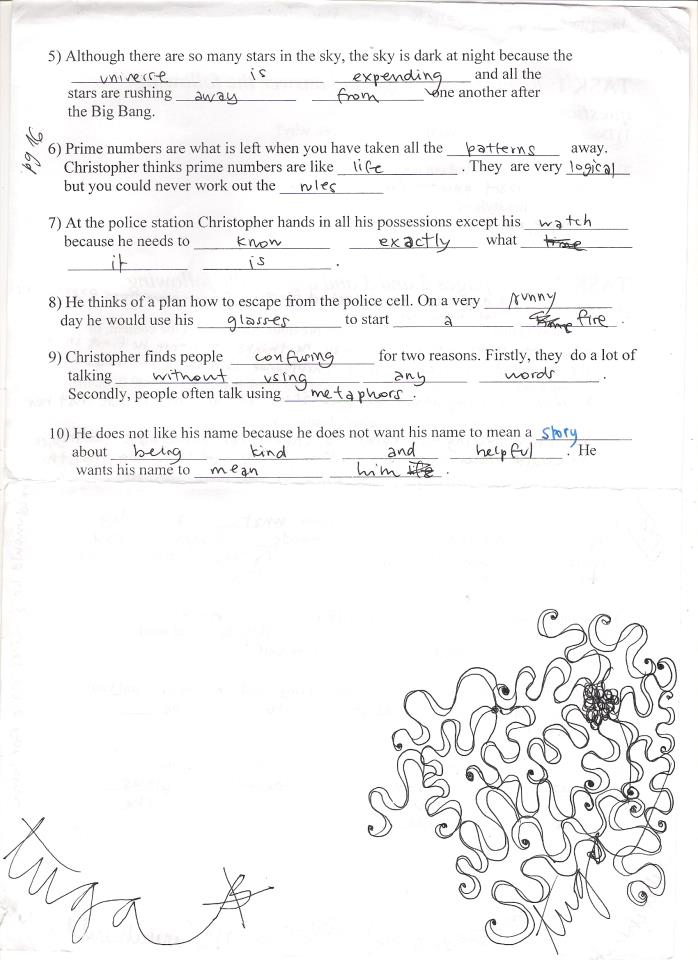 5) Although there are so many stars in the sky, the sky is dark at night because the
universe is expending and all the
stars are rushing away from one another after
the Big Bang.
pg 16
6) Prime numbers are what is left when you have taken all the patterns away.
Christopher thinks prime numbers are like life. They are very logical
but you could never work out the rules
7) At the police station Christopher hands in all his possessions except his watch
because he needs to know exactly what time
it is.
8) He thinks of a plan how to escape from the police cell. On a very sunny
day he would use his glasses to start a fire.
9) Christopher finds people confusing for two reasons. Firstly, they do a lot of
talking without using any words.
Secondly, people often talk using metaphors.
10) He does not like his name because he does not want his name to mean a story
about being kind and helpful. He
wants his name to mean him.
tuga